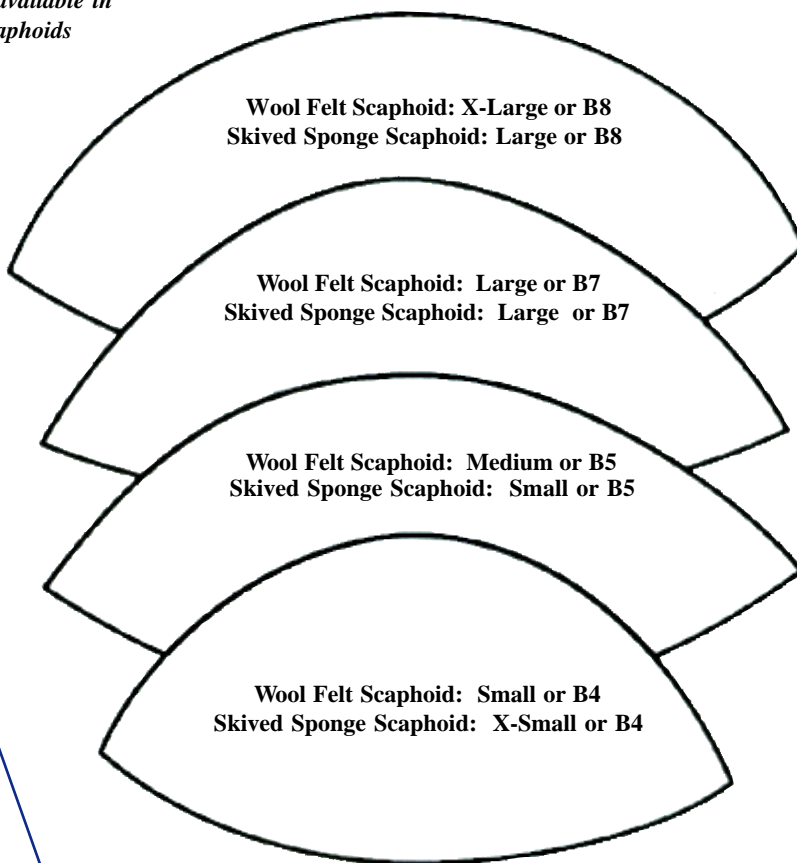 available in
aphoids
Wool Felt Scaphoid: X-Large or B8
Skived Sponge Scaphoid: Large or B8
Wool Felt Scaphoid: Large or B7
Skived Sponge Scaphoid: Large or B7
Wool Felt Scaphoid: Medium or B5
Skived Sponge Scaphoid: Small or B5
Wool Felt Scaphoid: Small or B4
Skived Sponge Scaphoid: X-Small or B4